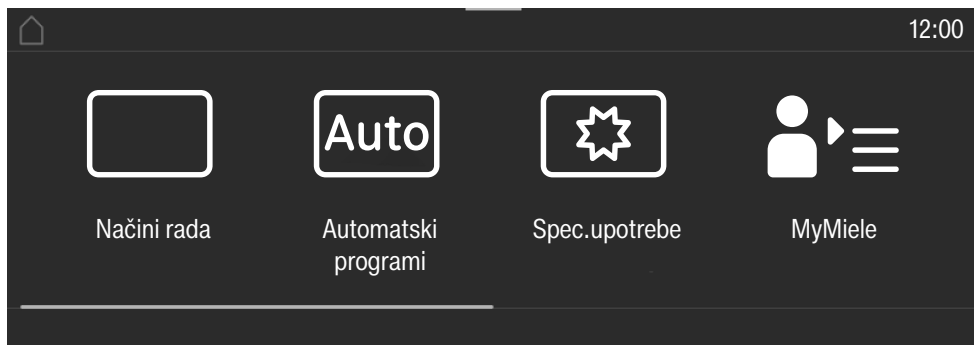 12:00
Auto
Načini rada
Automatski
programi
Spec.upotrebe
MyMiele